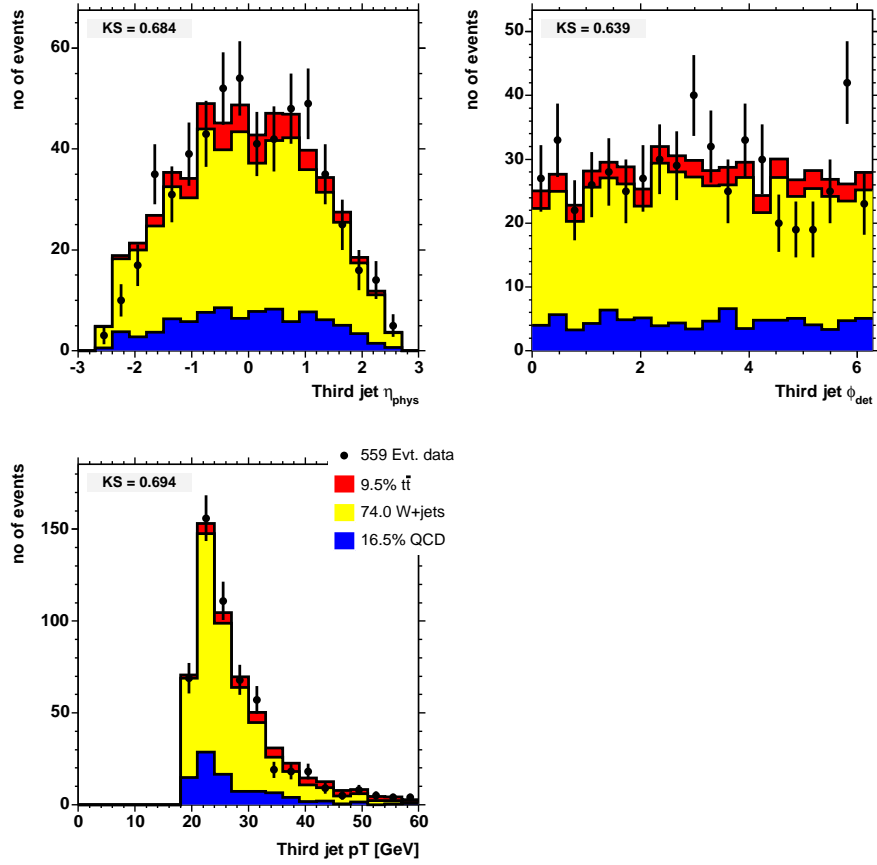 KS = 0.684
no of events
60
40
20
0
-3 -2 -1 0 1 2 3
Third jet ηphys
KS = 0.639
no of events
50
40
30
20
10
0
0 2 4 6
Third jet ϕdet
KS = 0.694
no of events
150
100
50
0
0 10 20 30 40 50 60
Third jet pT [GeV]
559 Evt. data
9.5% tt̄
74.0 W+jets
16.5% QCD